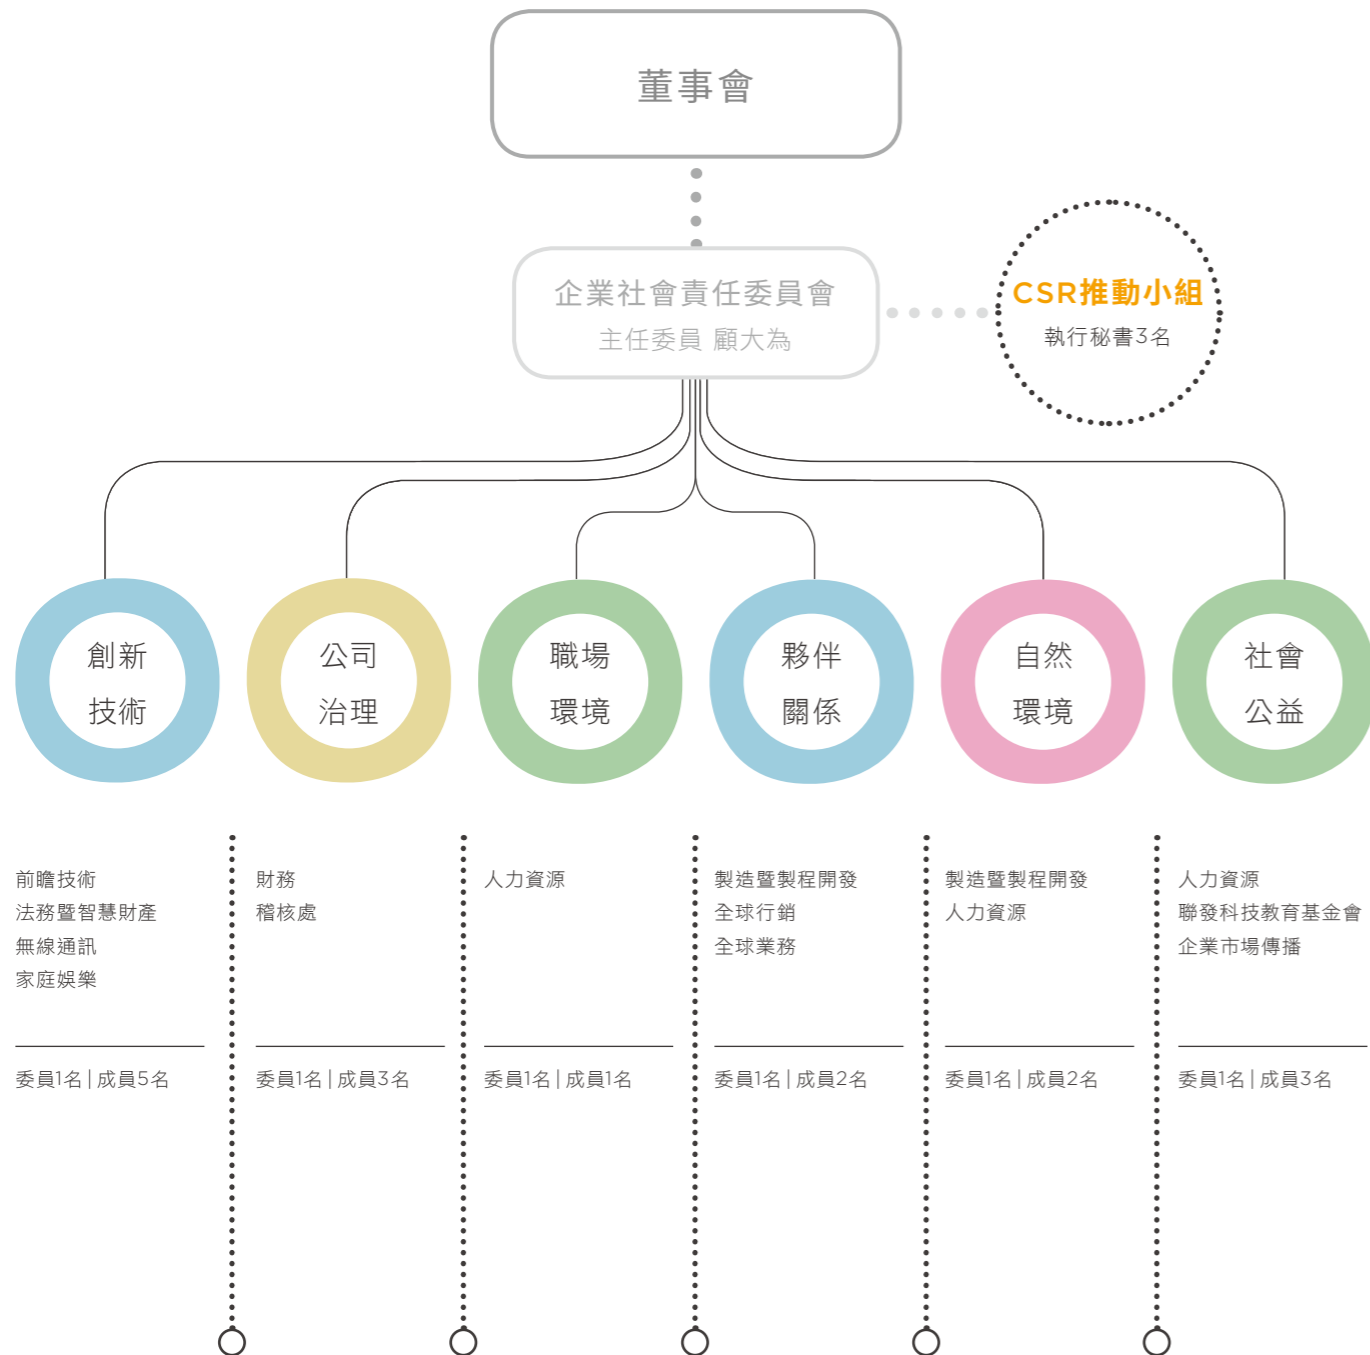 董事會
企業社會責任委員會
主任委員 顧大為
CSR推動小組
執行秘書3名
創新
技術
公司
治理
職場
環境
夥伴
關係
自然
環境
社會
公益
前瞻技術
法務暨智慧財產
無線通訊
家庭娛樂
委員1名|成員5名
財務
稽核處
委員1名|成員3名
人力資源
委員1名|成員1名
製造暨製程開發
全球行銷
全球業務
委員1名|成員2名
製造暨製程開發
人力資源
委員1名|成員2名
人力資源
聯發科技教育基金會
企業市場傳播
委員1名|成員3名